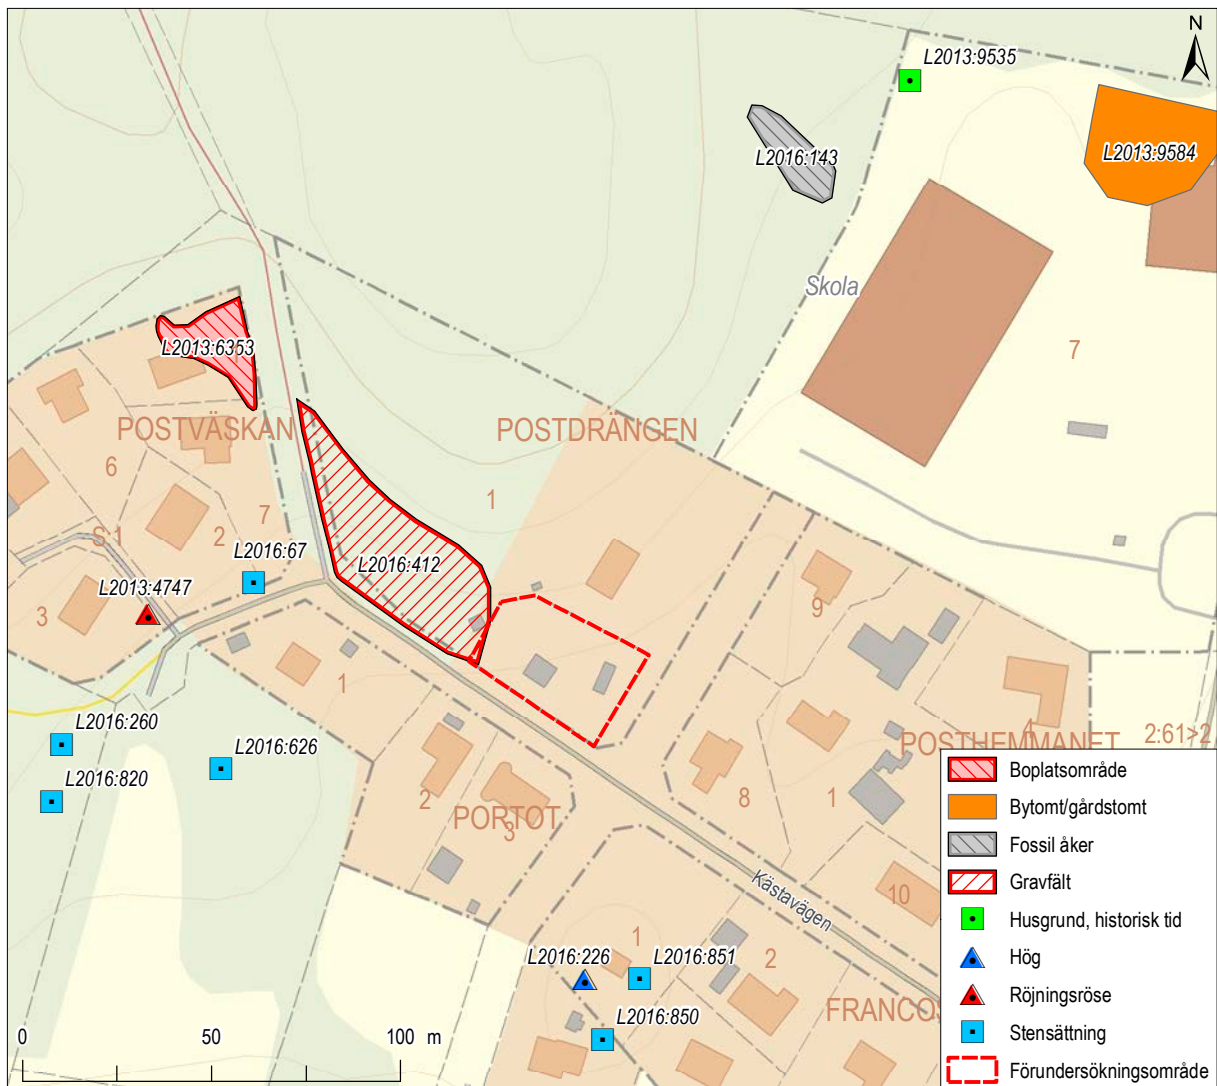 N
L2013:9535
L2016:143
L2013:9584
Skola
7
L2013:6353
POSTVÄSKAN
POSTDRÄNGEN
6
1
S:1
2
7
L2016:67
L2016:412
L2013:4747
3
9
1
L2016:260
L2016:626
L2016:820
4
POSTHEMMANET
2:61>2
2
PORTOT
3
8
1
Kästavägen
10
L2016:226
1
L2016:851
2
L2016:850
FRANCOS
0
50
100 m
Boplatsområde
Bytomt/gårdstomt
Fossil åker
Gravfält
Husgrund, historisk tid
Hög
Röjningsröse
Stensättning
Förundersökningsområde